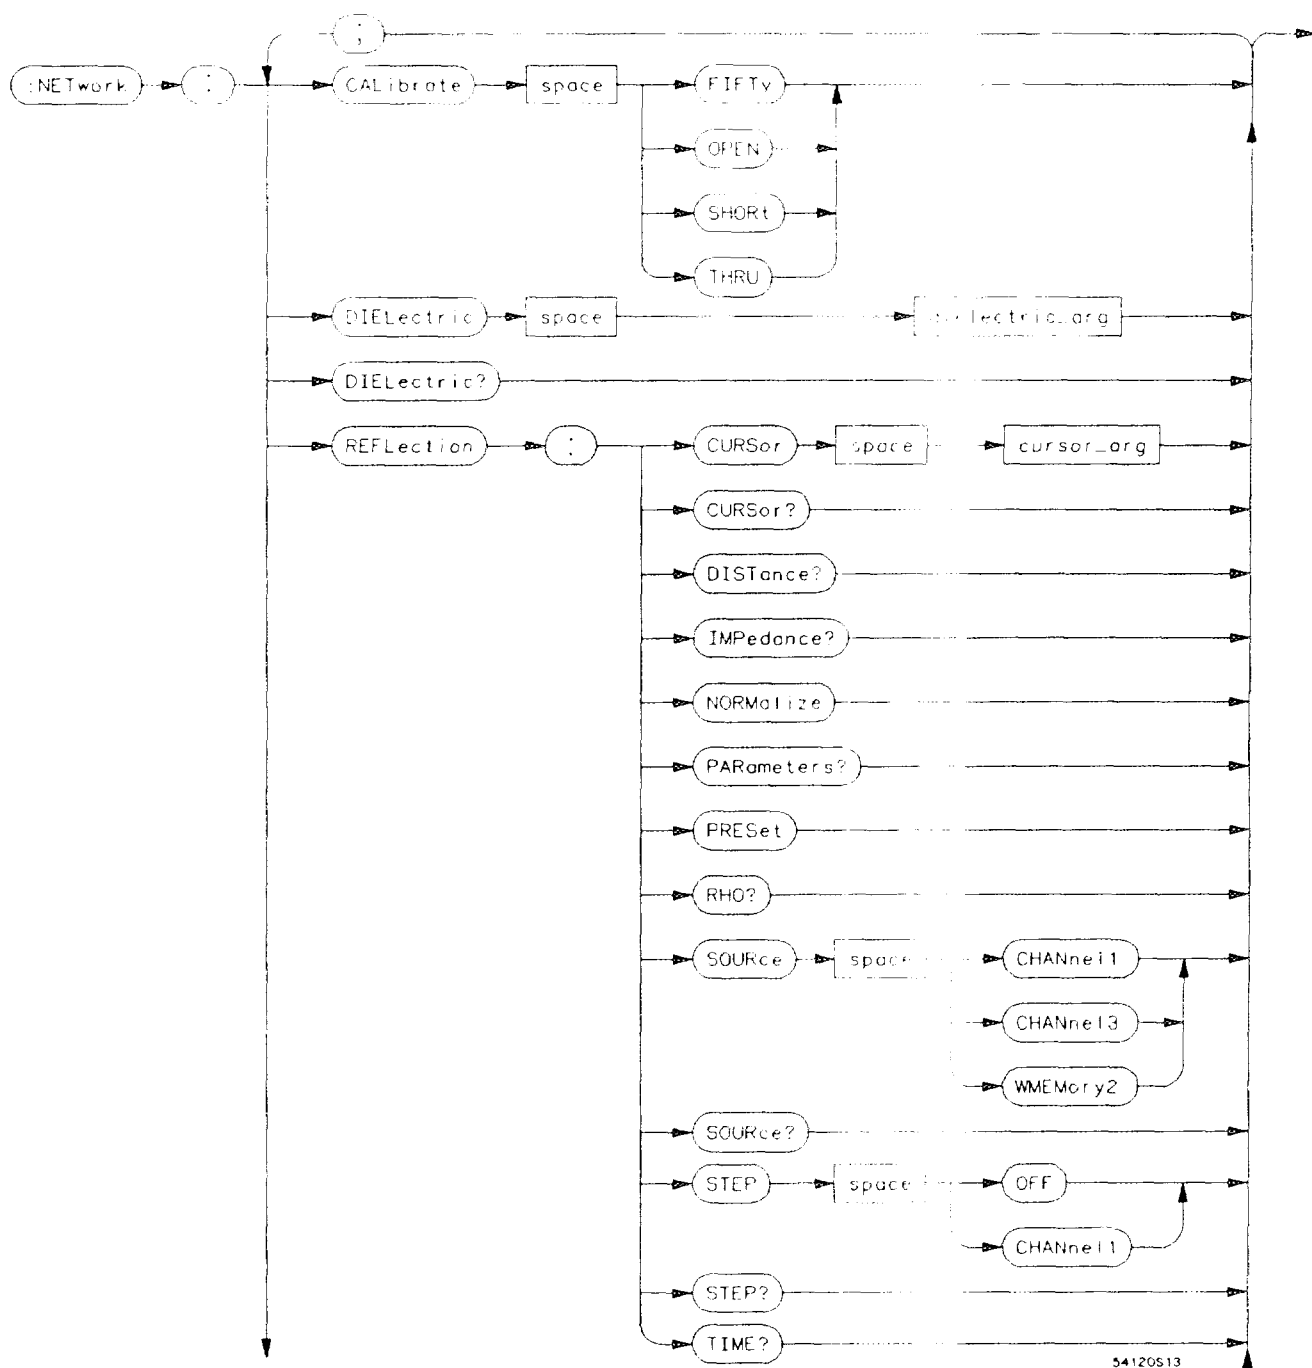 ;
:NETwork : CALibrate space FIFTy
OPEN
SHORt
THRU
DIELectric space
DIELectric?
REFLection : CURSor space cursor_arg
CURSor?
DISTance?
IMPedance?
NORMalize
PARameters?
PRESet
RHO?
SOURce space CHANnel1
CHANnel3
WMEMory2
SOURce?
STEP space OFF
CHANnel1
STEP?
TIME?
54120S13